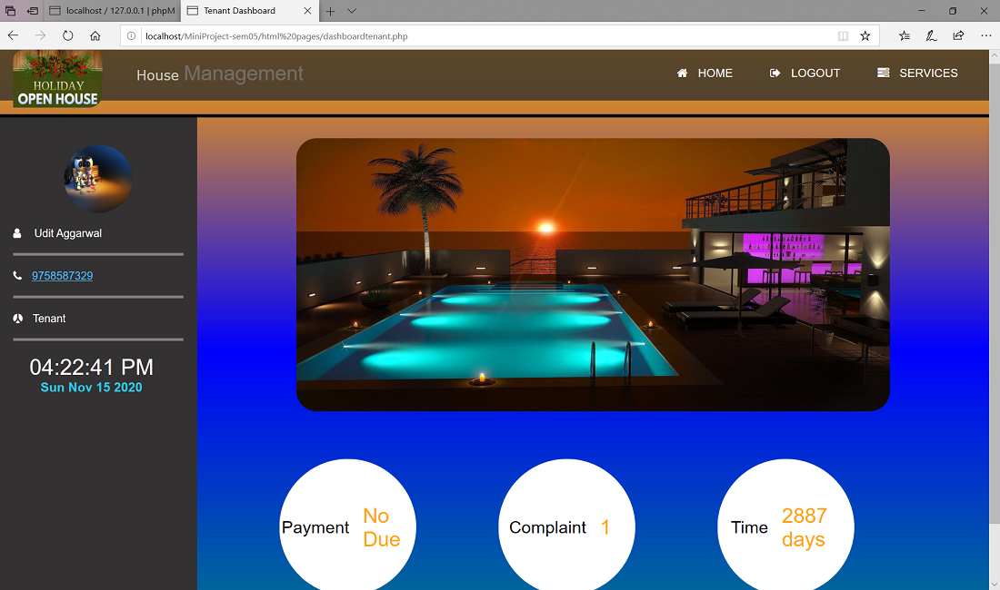 localhost / 127.0.0.1 | phpM
Tenant Dashboard
localhost/MiniProject-sem05/html%20pages/dashboardtenant.php
HOLIDAY
OPEN HOUSE
House Management
HOME
LOGOUT
SERVICES
Udit Aggarwal
9758587329
Tenant
04:22:41 PM
Sun Nov 15 2020
Payment
No
Due
Complaint
1
Time
2887
days